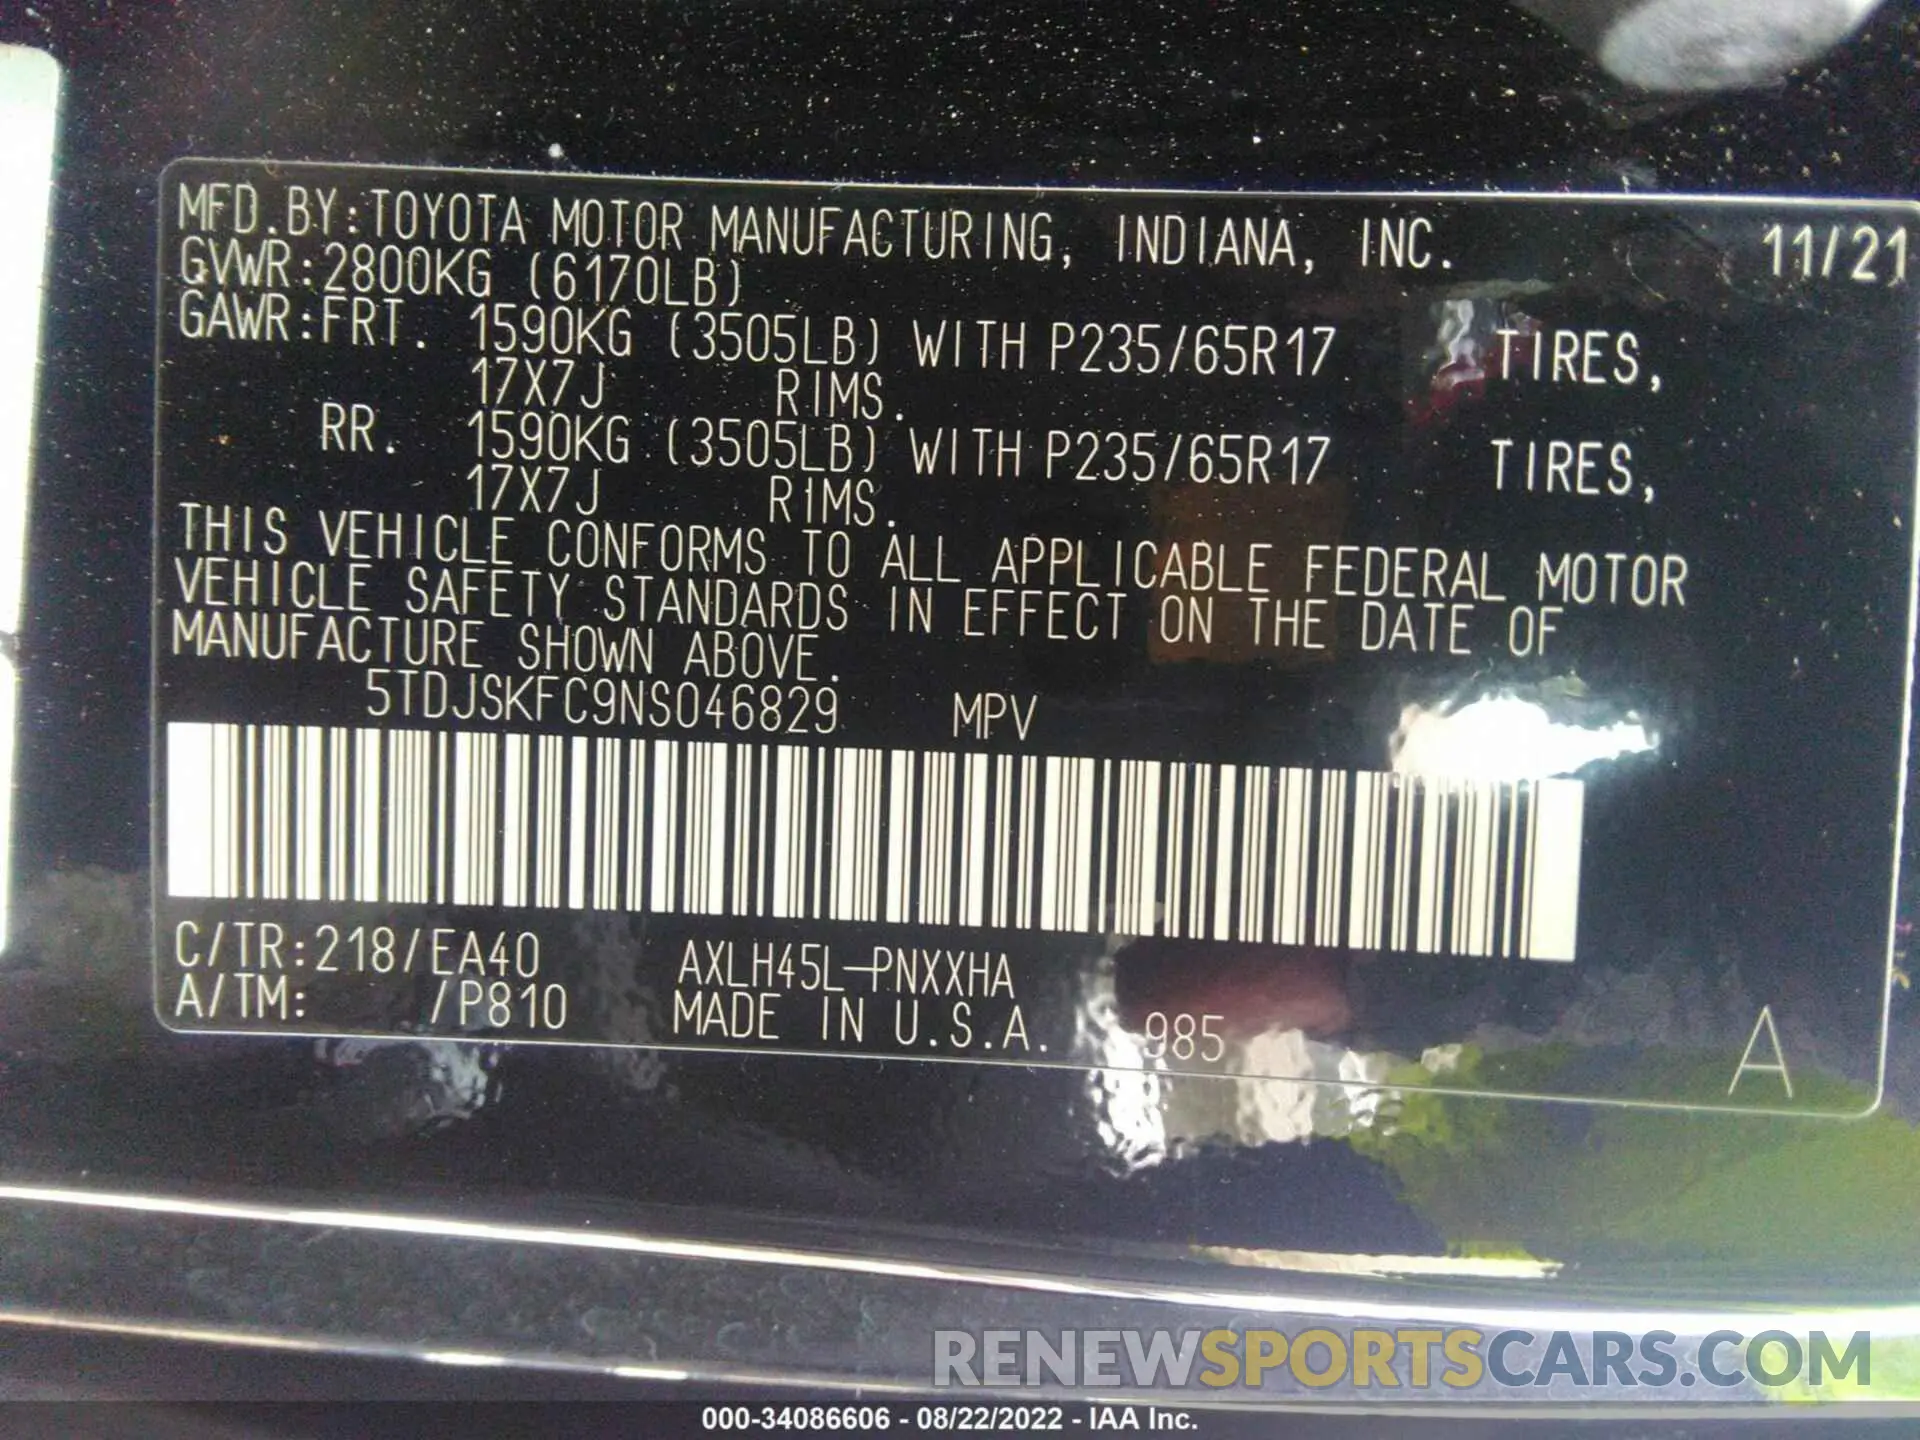 MFD.BY:TOYOTA MOTOR MANUFACTURING, INDIANA, INC. 11/21
GVWR:2800KG (6170LB)
GAWR:FRT. 1590KG (3505LB) WITH P235/65R17 TIRES,
17X7J RIMS.
RR. 1590KG (3505LB) WITH P235/65R17 TIRES,
17X7J RIMS.
THIS VEHICLE CONFORMS TO ALL APPLICABLE FEDERAL MOTOR
VEHICLE SAFETY STANDARDS IN EFFECT ON THE DATE OF
MANUFACTURE SHOWN ABOVE.
5TDJSKFC9NS046829 MPV
C/TR:218/EA40 AXLH45L-PNXXHA
A/TM: /P810 MADE IN U.S.A. 985 A
RENEWSPORTSCARS.COM
000-34086606 - 08/22/2022 - IAA Inc.